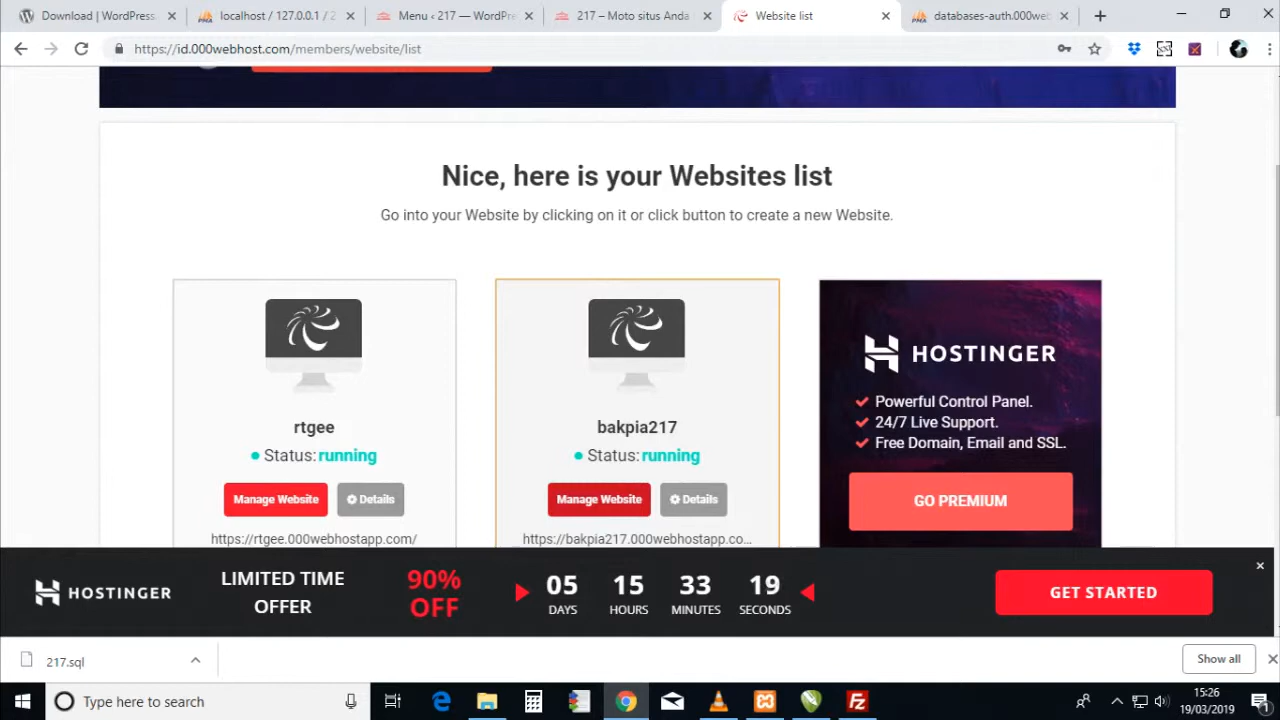 Download | WordPress.
localhost / 127.0.0.1 / 2
Menu ‹ 217 — WordPre
217 – Moto situs Anda
Website list
databases-auth.000web
https://id.000webhost.com/members/website/list
Nice, here is your Websites list
Go into your Website by clicking on it or click button to create a new Website.
rtgee
Status: running
Manage Website
Details
https://rtgee.000webhostapp.com/
bakpia217
Status: running
Manage Website
Details
https://bakpia217.000webhostapp.co...
HOSTINGER
Powerful Control Panel.
24/7 Live Support.
Free Domain, Email and SSL.
GO PREMIUM
HOSTINGER
LIMITED TIME
OFFER
90%
OFF
05
15
33
19
DAYS
HOURS
MINUTES
SECONDS
GET STARTED
217.sql
Show all
Type here to search
15:26
19/03/2019
1